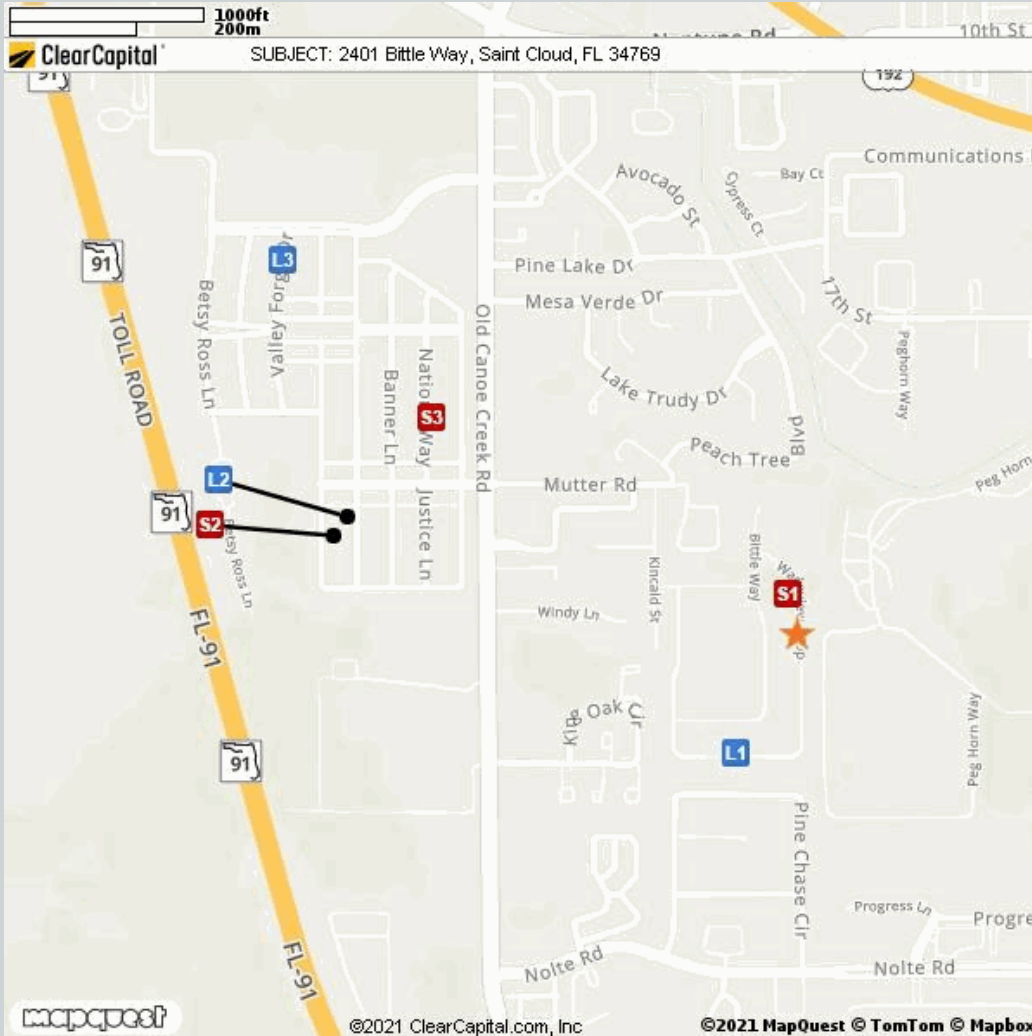 1000ft
200m
10th St
ClearCapital
SUBJECT: 2401 Bittle Way, Saint Cloud, FL 34769
91
192
Communications
Avocado St
Bay Ct
Cypress Ct
91
L3
Pine Lake Dr
Mesa Verde Dr
17th St
Betsy Ross Ln
Old Canoe Creek Rd
TOLL ROAD
Peghorn Way
Banner Ln
Lake Trudy Dr
S3
Blvd
Peach Tree
L2
Mutter Rd
91
S2
Justice Ln
Betsy Ross Ln
Bittle Way
Kincaid St
S1
Windy Ln
FL-91
Oak Cir
L1
91
Peg Horn Way
Pine Chase Cir
Progress Ln
FL-91
Nolte Rd
Nolte Rd
mapquest
©2021 ClearCapital.com, Inc
©2021 MapQuest © TomTom © Mapbox